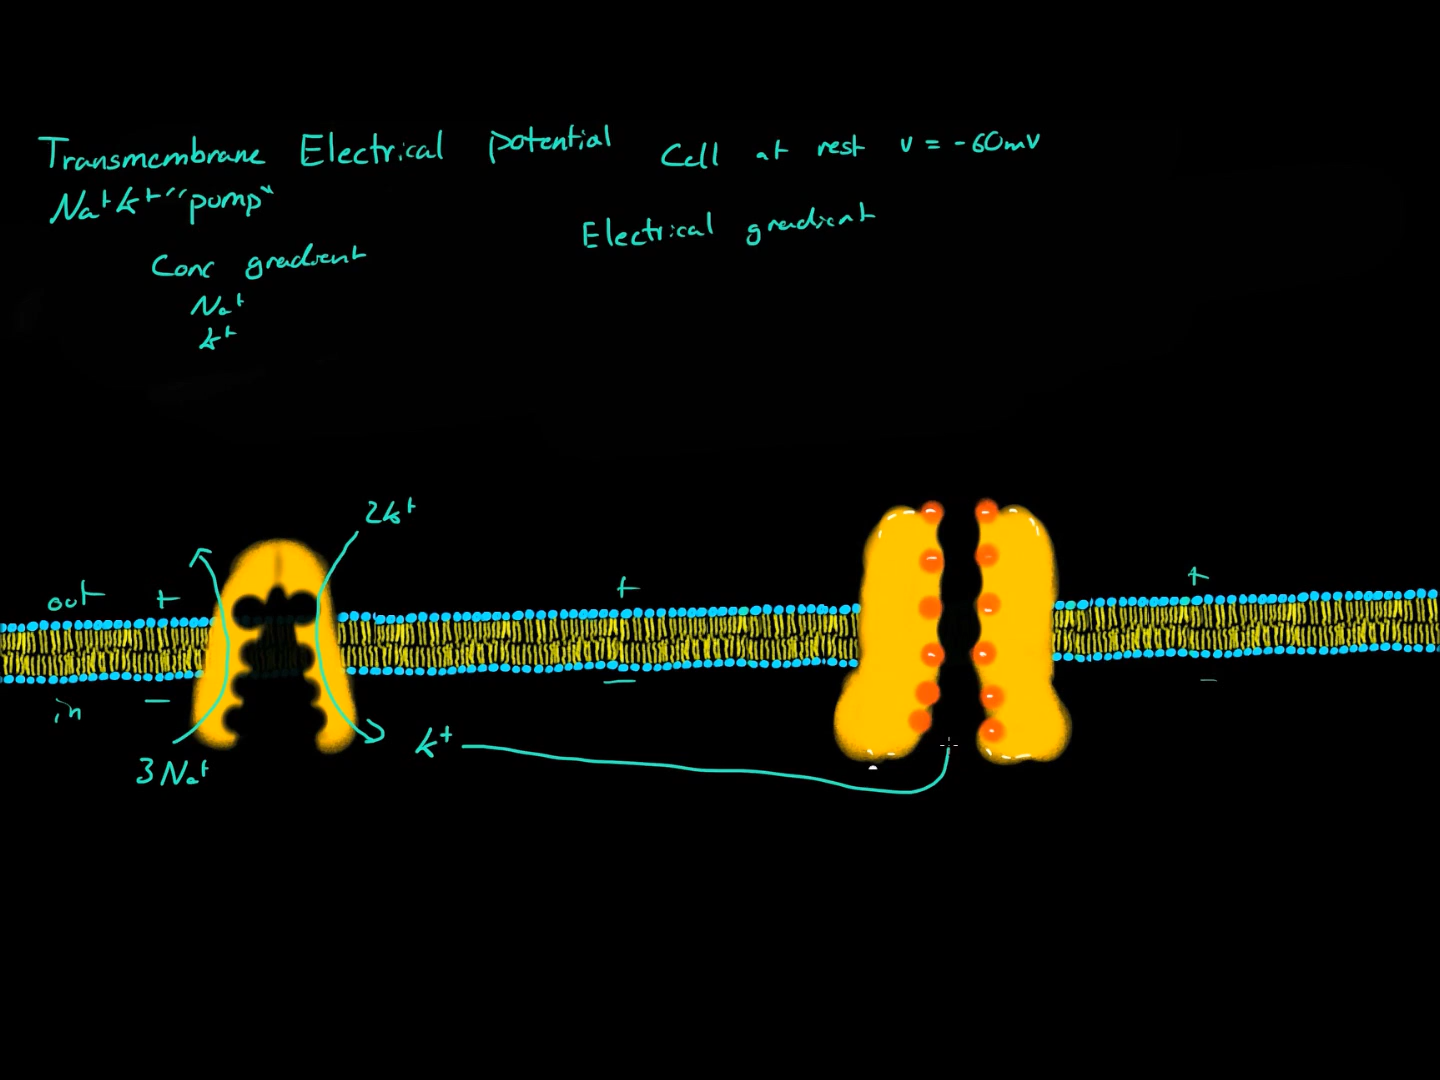 Transmembrane Electrical potential Cell at rest v = -60mV
Na+ K+ "pump"
Electrical gradient
Conc gradient
Na+
K+
2K+
out + + +
in - - -
K+
3Na+